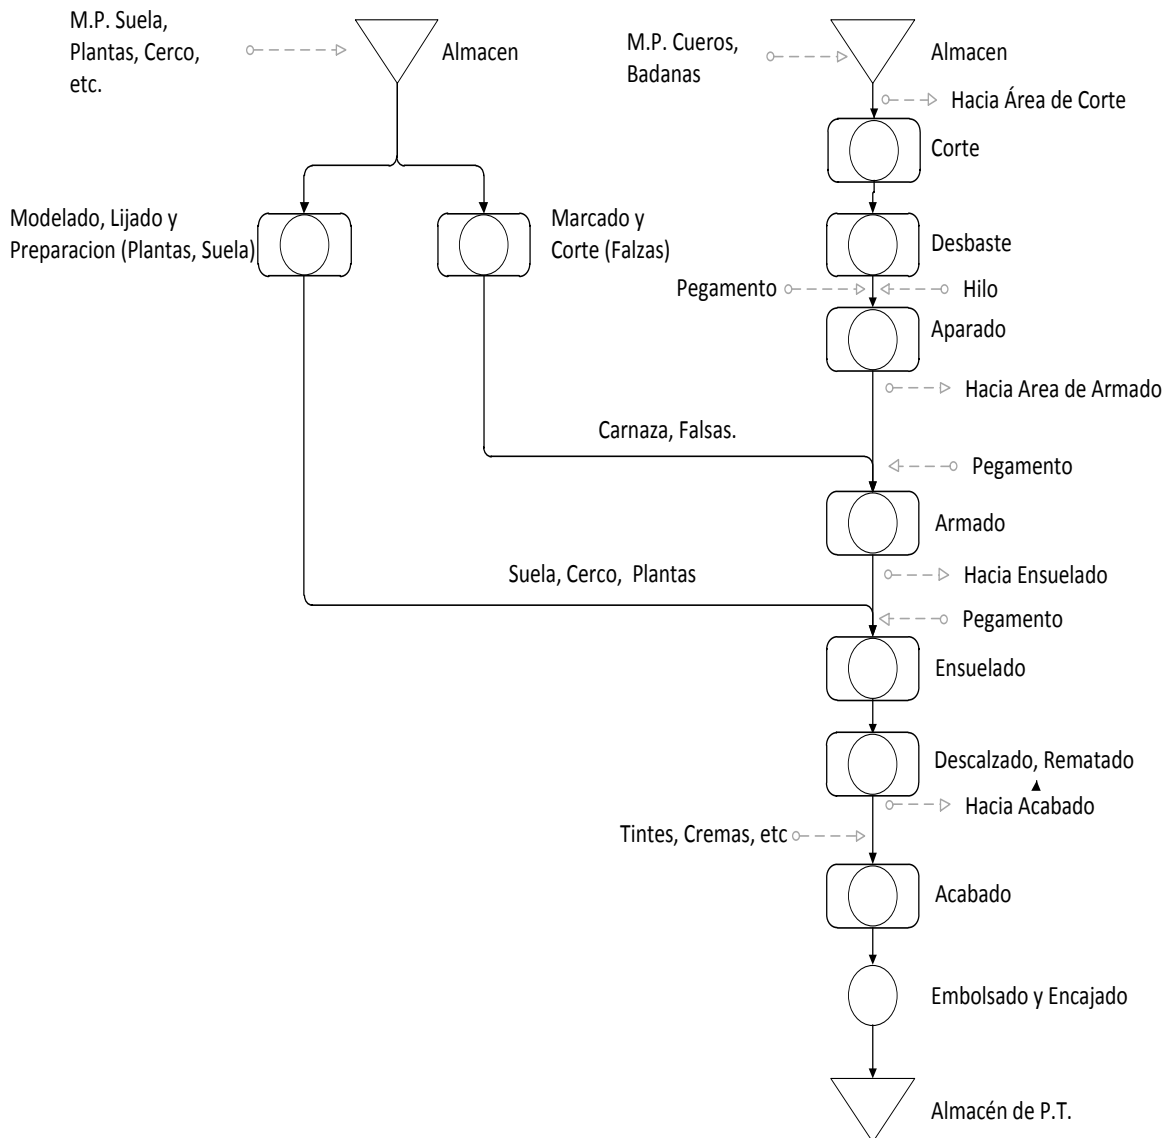 M.P. Suela,
Plantas, Cerco,
etc.
Almacen
M.P. Cueros,
Badanas
Almacen
Hacia Área de Corte
Corte
Modelado, Lijado y
Preparacion (Plantas, Suela)
Marcado y
Corte (Falzas)
Desbaste
Pegamento
Hilo
Aparado
Hacia Area de Armado
Carnaza, Falsas.
Pegamento
Armado
Suela, Cerco, Plantas
Hacia Ensuelado
Pegamento
Ensuelado
Descalzado, Rematado
Hacia Acabado
Tintes, Cremas, etc
Acabado
Embolsado y Encajado
Almacén de P.T.